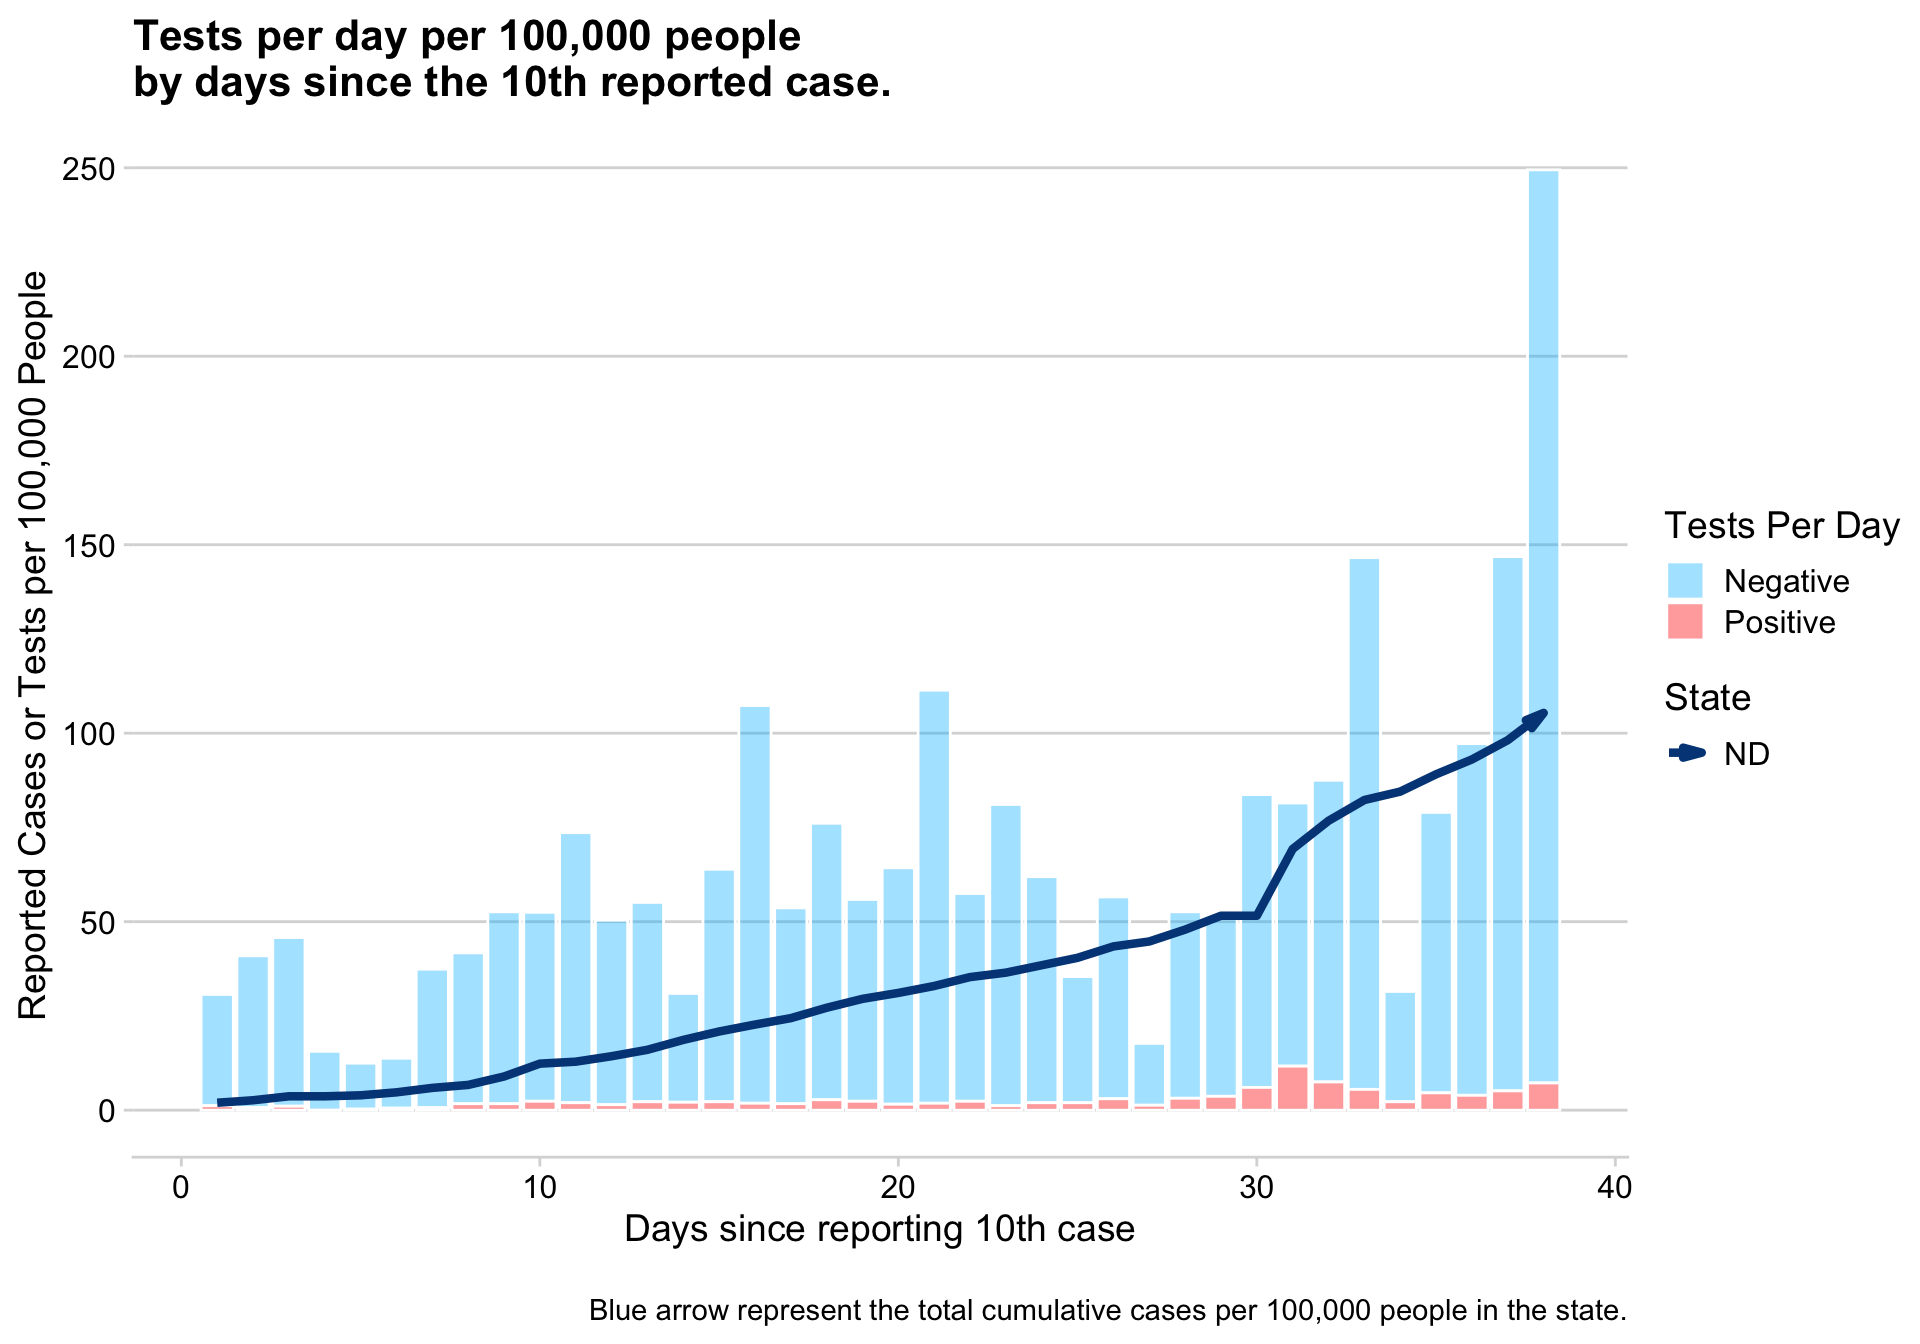 Tests per day per 100,000 people
by days since the 10th reported case.
Reported Cases or Tests per 100,000 People
250
200
150
100
50
0
0
10
20
30
40
Days since reporting 10th case
Tests Per Day
Negative
Positive
State
ND
Blue arrow represent the total cumulative cases per 100,000 people in the state.